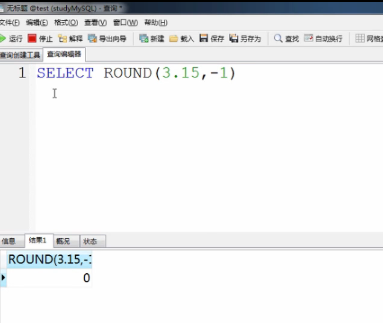 无标题 @test (studyMySQL) - 查询 *
文件(F) 编辑(E) 格式(O) 查看(V) 窗口(W) 帮助(H)
运行 停止 解释 导出向导 新建 载入 保存 另存为 查找 自动换行 网格
查询创建工具 查询编辑器
1 SELECT ROUND(3.15,-1)
信息 结果1 概况 状态
ROUND(3.15,-1
0